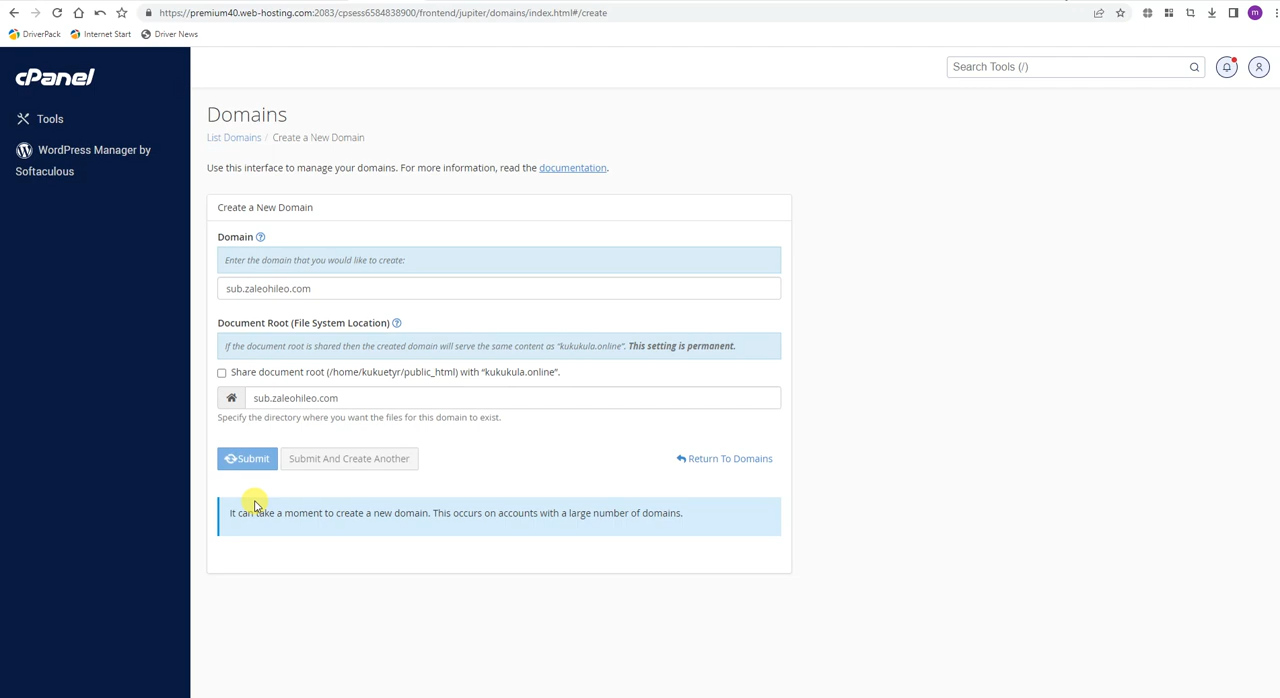 https://premium40.web-hosting.com:2083/cpsess6584838900/frontend/jupiter/domains/index.html#/create
m
DriverPack
Internet Start
Driver News
cPanel
Search Tools (/)
Tools
WordPress Manager by
Softaculous
Domains
List Domains / Create a New Domain
Use this interface to manage your domains. For more information, read the documentation.
Create a New Domain
Domain
Enter the domain that you would like to create:
sub.zaleohileo.com
Document Root (File System Location)
If the document root is shared then the created domain will serve the same content as “kukukula.online”. This setting is permanent.
Share document root (/home/kukuetyr/public_html) with “kukukula.online”.
sub.zaleohileo.com
Specify the directory where you want the files for this domain to exist.
Submit
Submit And Create Another
Return To Domains
It can take a moment to create a new domain. This occurs on accounts with a large number of domains.